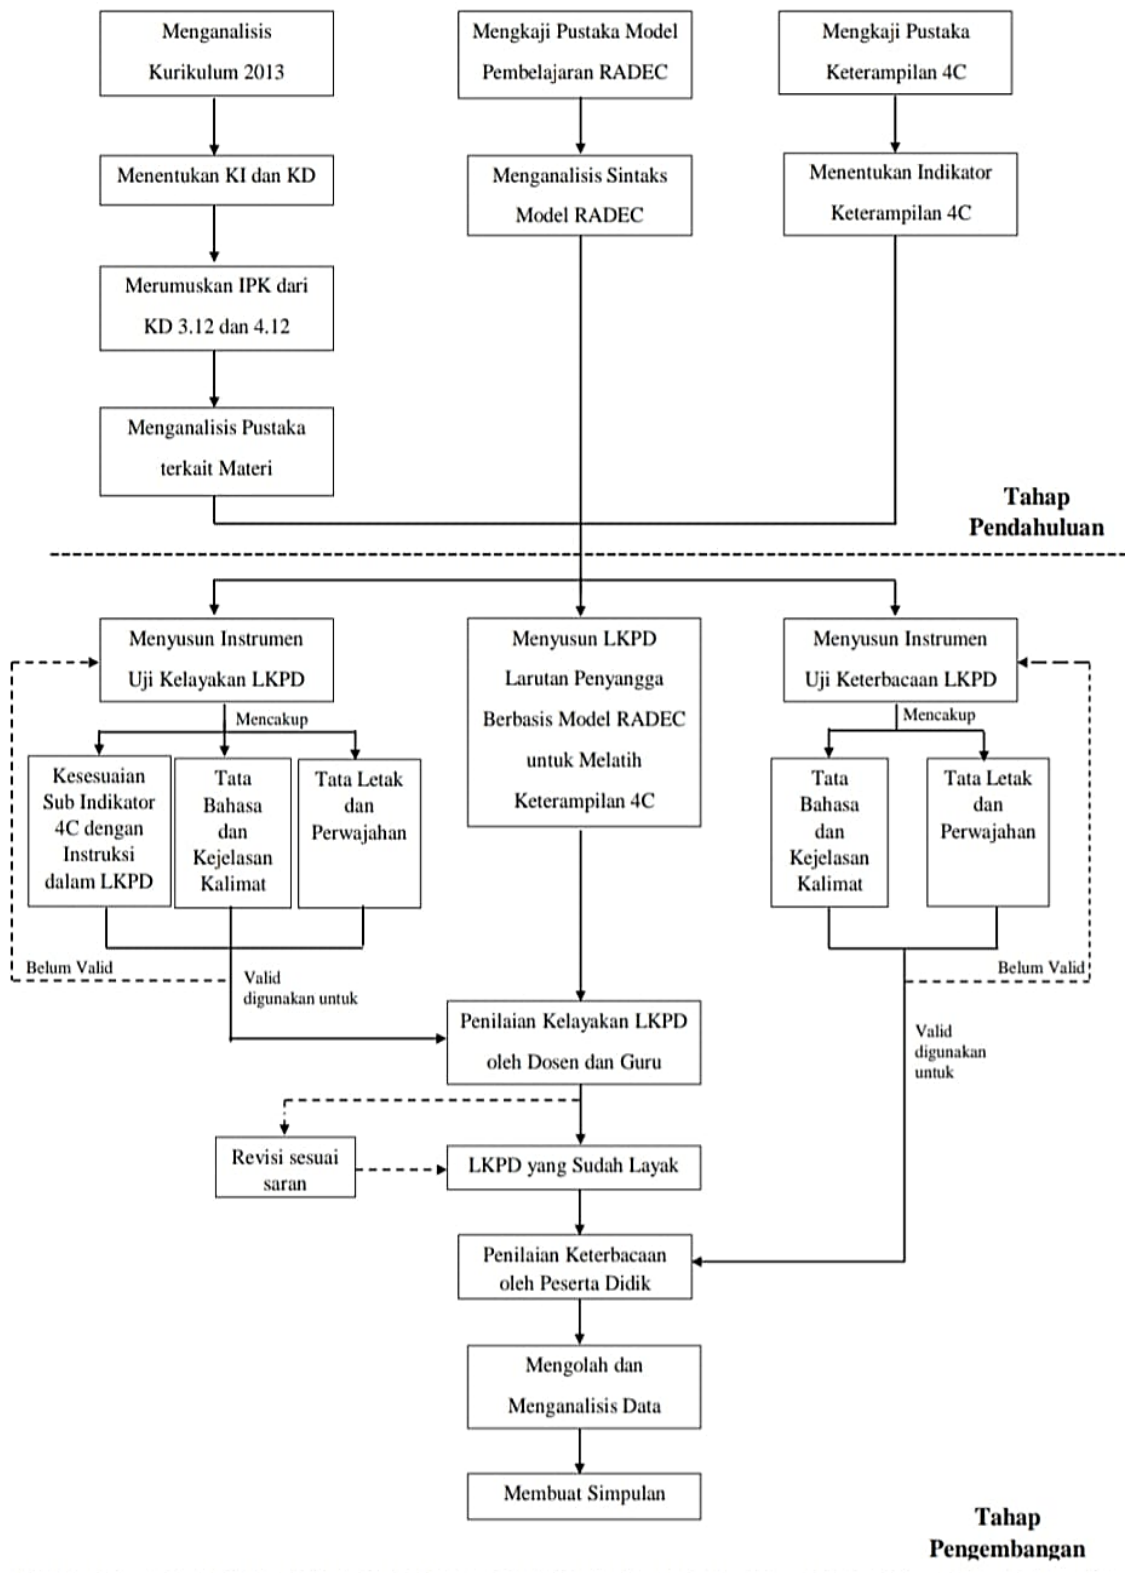 Menganalisis
Kurikulum 2013
Mengkaji Pustaka Model
Pembelajaran RADEC
Mengkaji Pustaka
Keterampilan 4C
Menentukan KI dan KD
Menganalisis Sintaks
Model RADEC
Menentukan Indikator
Keterampilan 4C
Merumuskan IPK dari
KD 3.12 dan 4.12
Menganalisis Pustaka
terkait Materi
Tahap
Pendahuluan
Menyusun Instrumen
Uji Kelayakan LKPD
Menyusun LKPD
Larutan Penyangga
Berbasis Model RADEC
untuk Melatih
Keterampilan 4C
Menyusun Instrumen
Uji Keterbacaan LKPD
Mencakup
Mencakup
Kesesuaian
Sub Indikator
4C dengan
Instruksi
dalam LKPD
Tata
Bahasa
dan
Kejelasan
Kalimat
Tata Letak
dan
Perwajahan
Tata
Bahasa
dan
Kejelasan
Kalimat
Tata Letak
dan
Perwajahan
Belum Valid
Valid
digunakan untuk
Belum Valid
Penilaian Kelayakan LKPD
oleh Dosen dan Guru
Valid
digunakan
untuk
Revisi sesuai
saran
LKPD yang Sudah Layak
Penilaian Keterbacaan
oleh Peserta Didik
Mengolah dan
Menganalisis Data
Membuat Simpulan
Tahap
Pengembangan